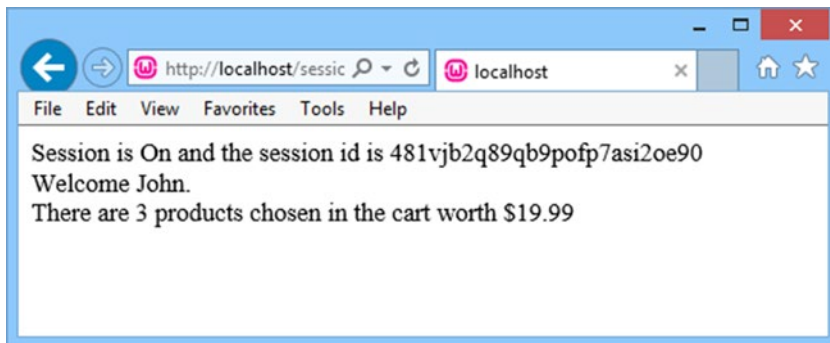 http://localhost/sessic
localhost
File Edit View Favorites Tools Help
Session is On and the session id is 481vjb2q89qb9pofp7asi2oe90
Welcome John.
There are 3 products chosen in the cart worth $19.99